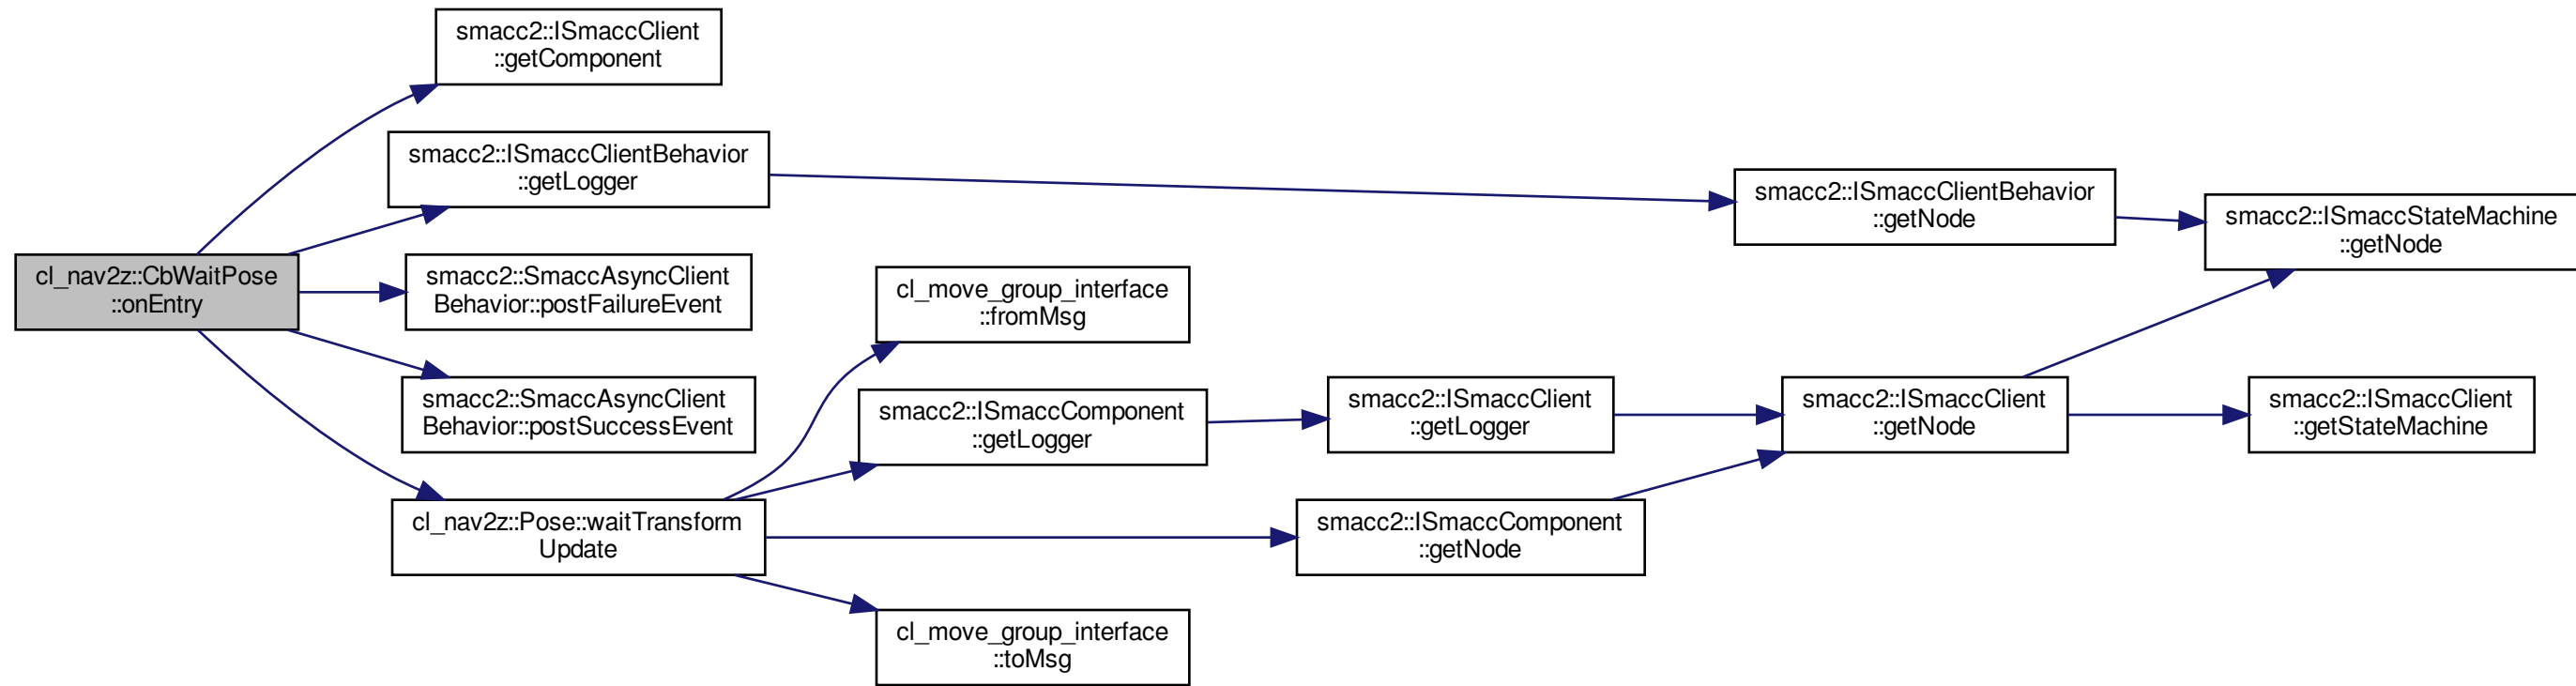 smacc2::ISmaccClient
::getComponent
smacc2::ISmaccClientBehavior
::getLogger
smacc2::ISmaccClientBehavior
::getNode
smacc2::ISmaccStateMachine
::getNode
cl_nav2z::CbWaitPose
::onEntry
smacc2::SmaccAsyncClient
Behavior::postFailureEvent
cl_move_group_interface
::fromMsg
smacc2::SmaccAsyncClient
Behavior::postSuccessEvent
smacc2::ISmaccComponent
::getLogger
smacc2::ISmaccClient
::getLogger
smacc2::ISmaccClient
::getNode
smacc2::ISmaccClient
::getStateMachine
cl_nav2z::Pose::waitTransform
Update
smacc2::ISmaccComponent
::getNode
cl_move_group_interface
::toMsg